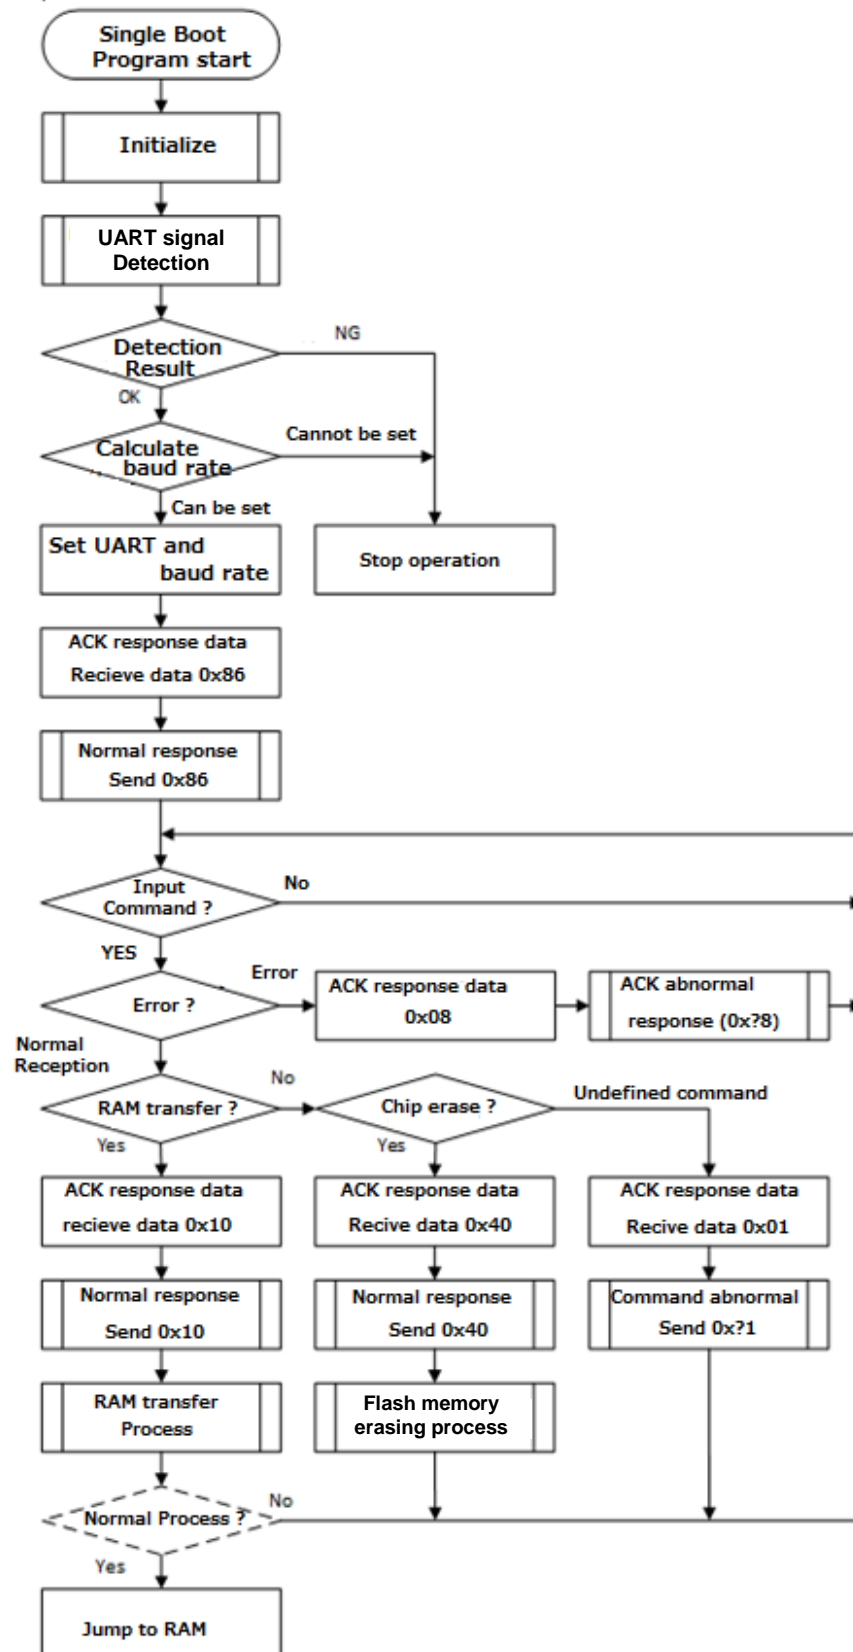 Single Boot
Program start
Initialize
UART signal
Detection
Detection
Result
NG
OK
Calculate
baud rate
Cannot be set
Can be set
Set UART and
baud rate
Stop operation
ACK response data
Recieve data 0x86
Normal response
Send 0x86
Input
Command ?
No
YES
Error ?
Error
ACK response data
0x08
ACK abnormal
response (0x?8)
Normal
Reception
RAM transfer ?
No
Chip erase ?
Undefined command
Yes
Yes
ACK response data
recieve data 0x10
ACK response data
Recive data 0x40
ACK response data
Recive data 0x01
Normal response
Send 0x10
Normal response
Send 0x40
Command abnormal
Send 0x?1
RAM transfer
Process
Flash memory
erasing process
Normal Process ?
No
Yes
Jump to RAM